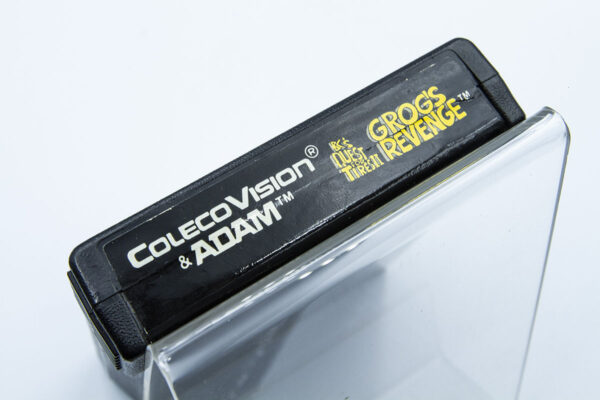 COLECOVISION®
& ADAM™
B.C.'s
QUEST
FOR
TIRES II
GROG'S
REVENGE™